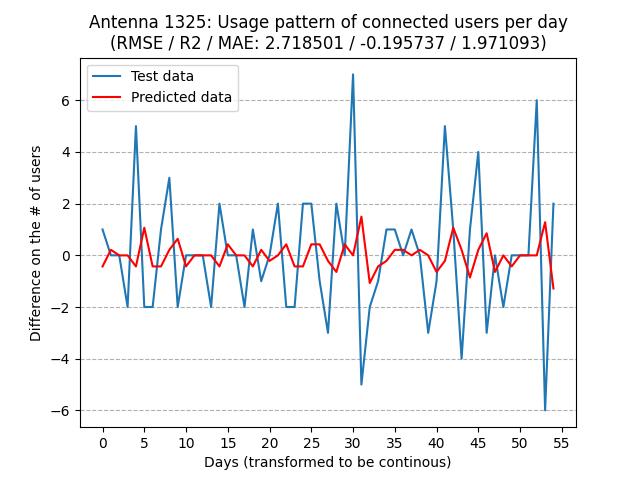 Antenna 1325: Usage pattern of connected users per day
(RMSE / R2 / MAE: 2.718501 / -0.195737 / 1.971093)
Test data
Predicted data
Difference on the # of users
6
4
2
0
−2
−4
−6
0 5 10 15 20 25 30 35 40 45 50 55
Days (transformed to be continous)